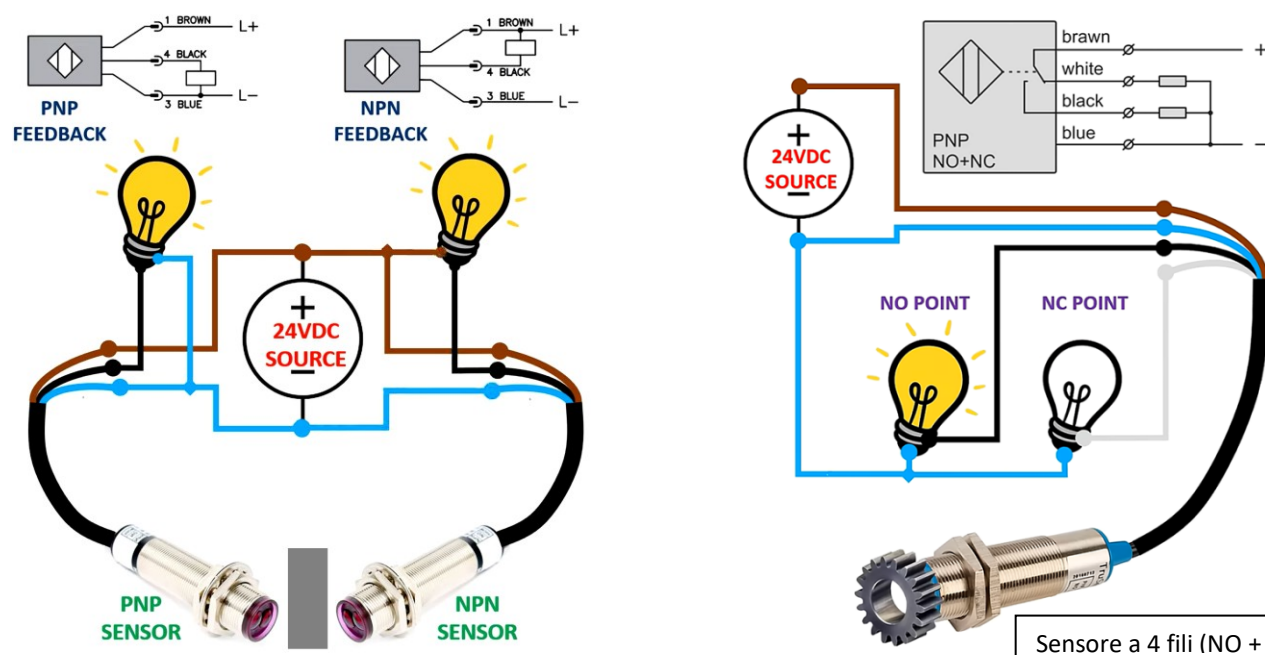 1 BROWN
L+
4 BLACK
3 BLUE
L–
PNP
FEEDBACK
1 BROWN
L+
4 BLACK
3 BLUE
L–
NPN
FEEDBACK
+
24VDC
SOURCE
–
PNP
SENSOR
NPN
SENSOR
brawn
+
white
black
blue
–
PNP
NO+NC
+
24VDC
SOURCE
–
NO POINT
NC POINT
Sensore a 4 fili (NO +